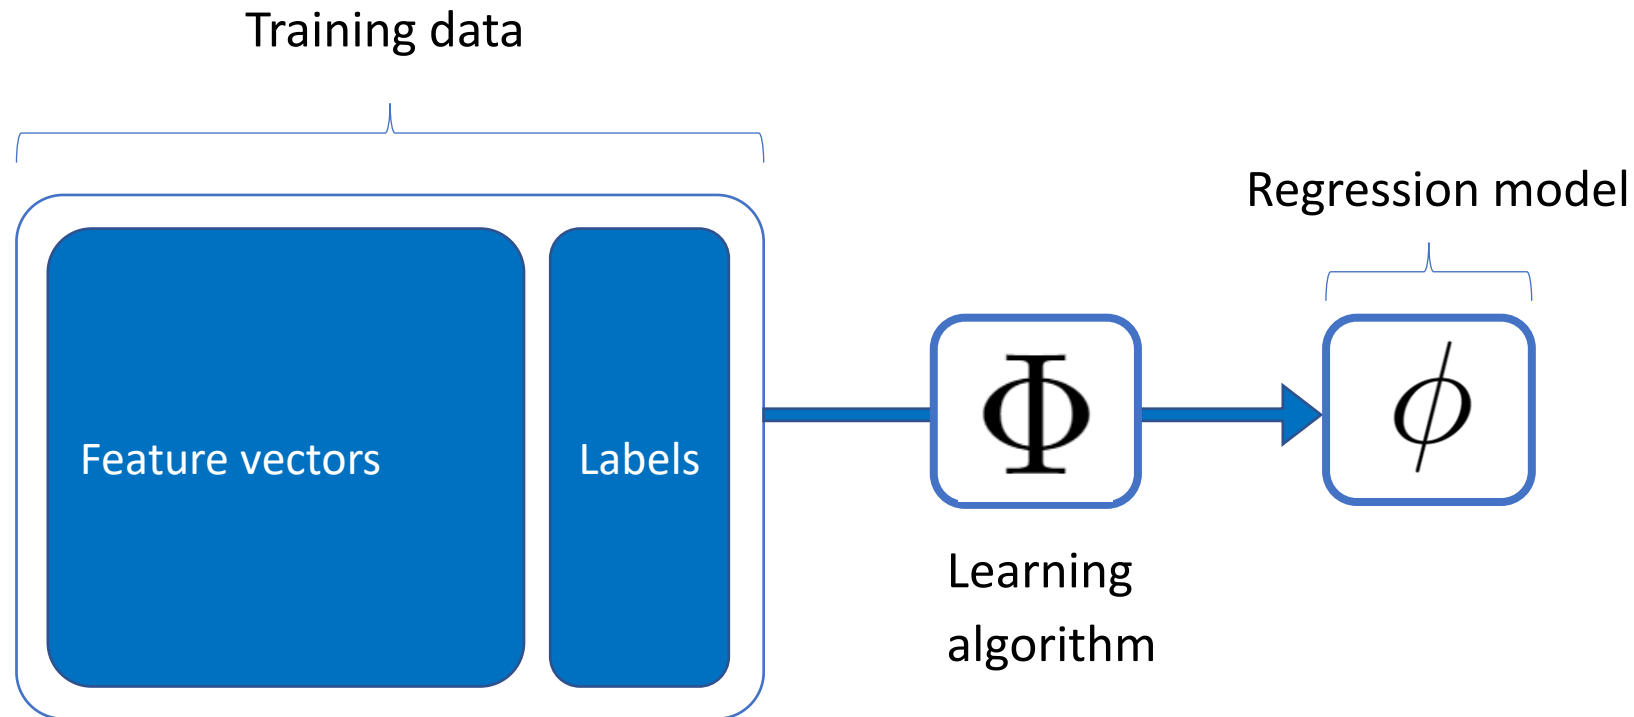 Training data
Regression model
Feature vectors
Labels
Φ
ϕ
Learning
algorithm